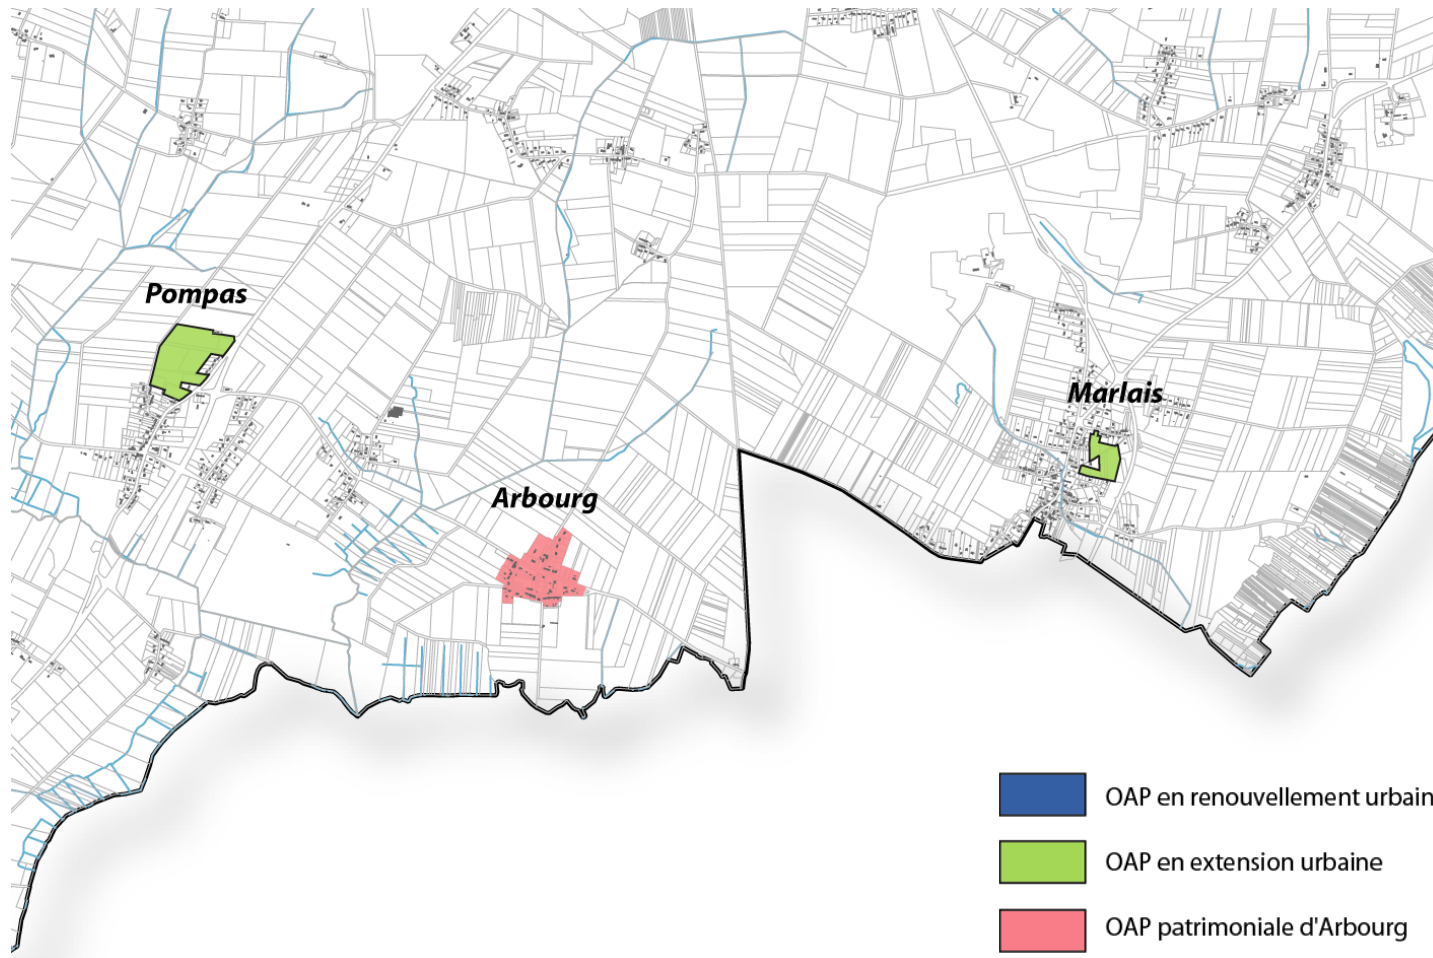 Pompas
Marlais
Arbourg
OAP en renouvellement urbain
OAP en extension urbaine
OAP patrimoniale d'Arbourg